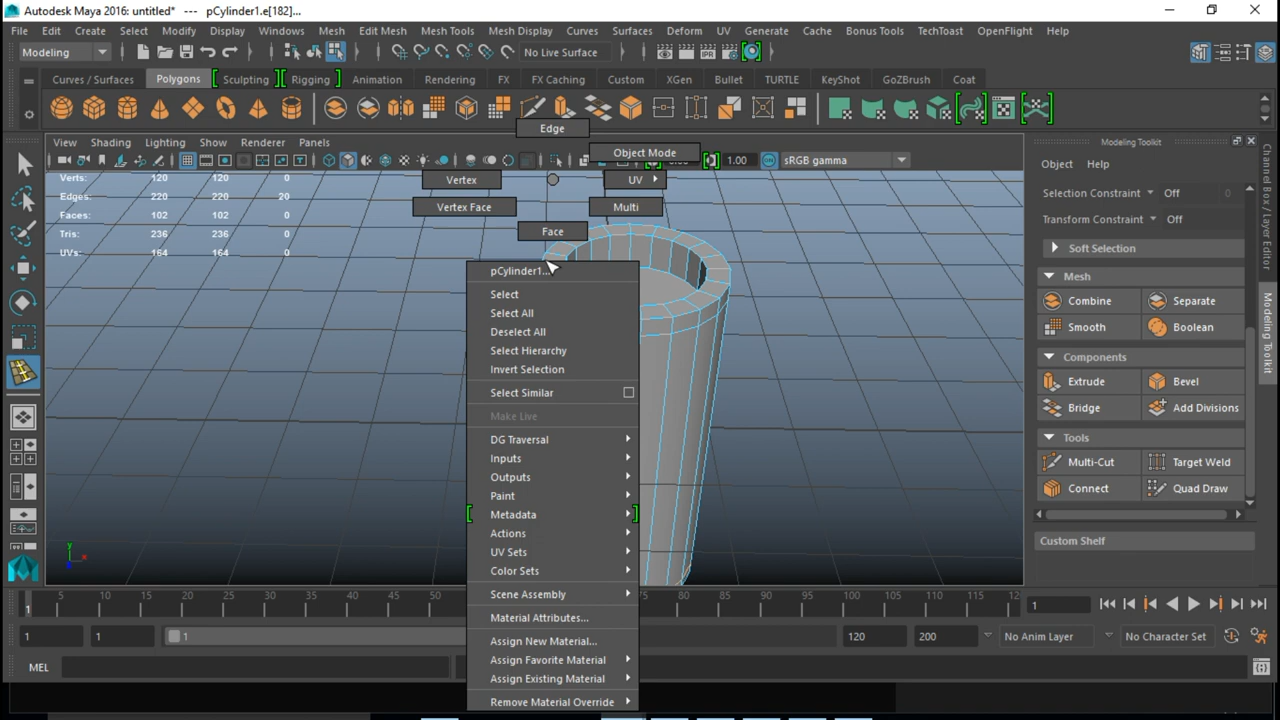 Autodesk Maya 2016: untitled*   ---   pCylinder1.e[182]...
File Edit Create Select Modify Display Windows Mesh Edit Mesh Mesh Tools Mesh Display Curves Surfaces Deform UV Generate Cache Bonus Tools TechToast OpenFlight Help
Modeling No Live Surface
Curves / Surfaces Polygons Sculpting Rigging Animation Rendering FX FX Caching Custom XGen Bullet TURTLE KeyShot GoZBrush Coat
Edge
View Shading Lighting Show Renderer Panels
Modeling Toolkit
Object Mode
1.00 sRGB gamma
Object Help
Verts: 120 120 0
Edges: 220 220 20
Faces: 102 102 0
Tris: 236 236 0
UVs: 164 164 0
Vertex
UV
Vertex Face
Multi
Face
Selection Constraint Off 0
Transform Constraint Off
Soft Selection
Mesh
Combine Separate
Smooth Boolean
Components
Extrude Bevel
Bridge Add Divisions
Tools
Multi-Cut Target Weld
Connect Quad Draw
Custom Shelf
Channel Box / Layer Editor
Modeling Toolkit
pCylinder1...
Select
Select All
Deselect All
Select Hierarchy
Invert Selection
Select Similar
Make Live
DG Traversal
Inputs
Outputs
Paint
Metadata
Actions
UV Sets
Color Sets
Scene Assembly
Material Attributes...
Assign New Material...
Assign Favorite Material
Assign Existing Material
Remove Material Override
y
1 5 10 15 20 25 30 35 40 45 50 75 80 85 90 95 100 105 110 115 12
1
1 1 1 120 200 No Anim Layer No Character Set
MEL